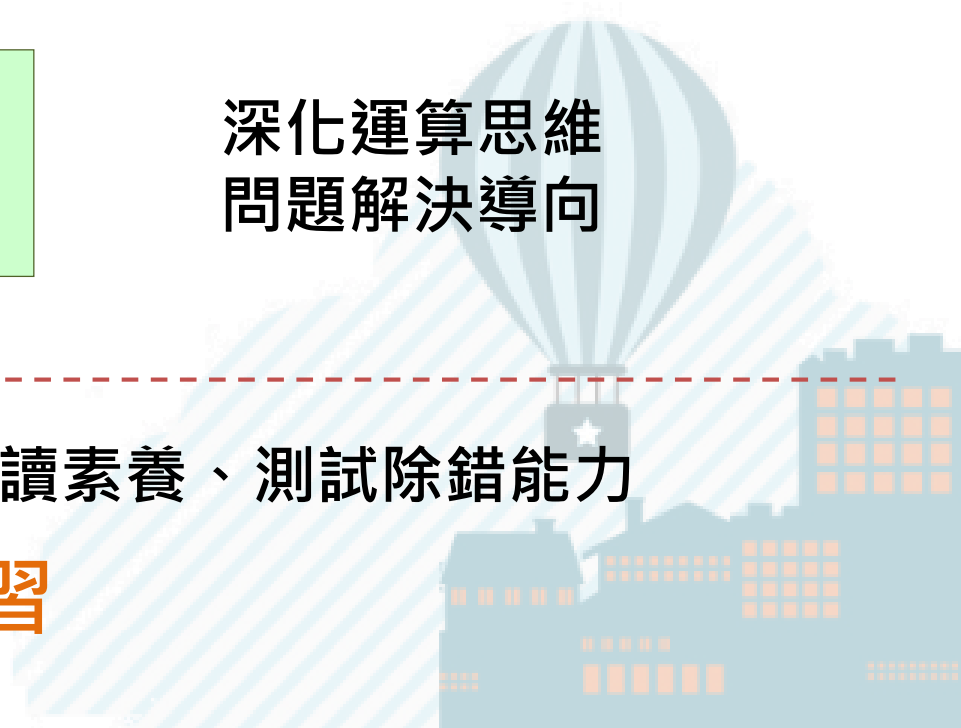 深化運算思維
問題解決導向
讀素養、測試除錯能力
習